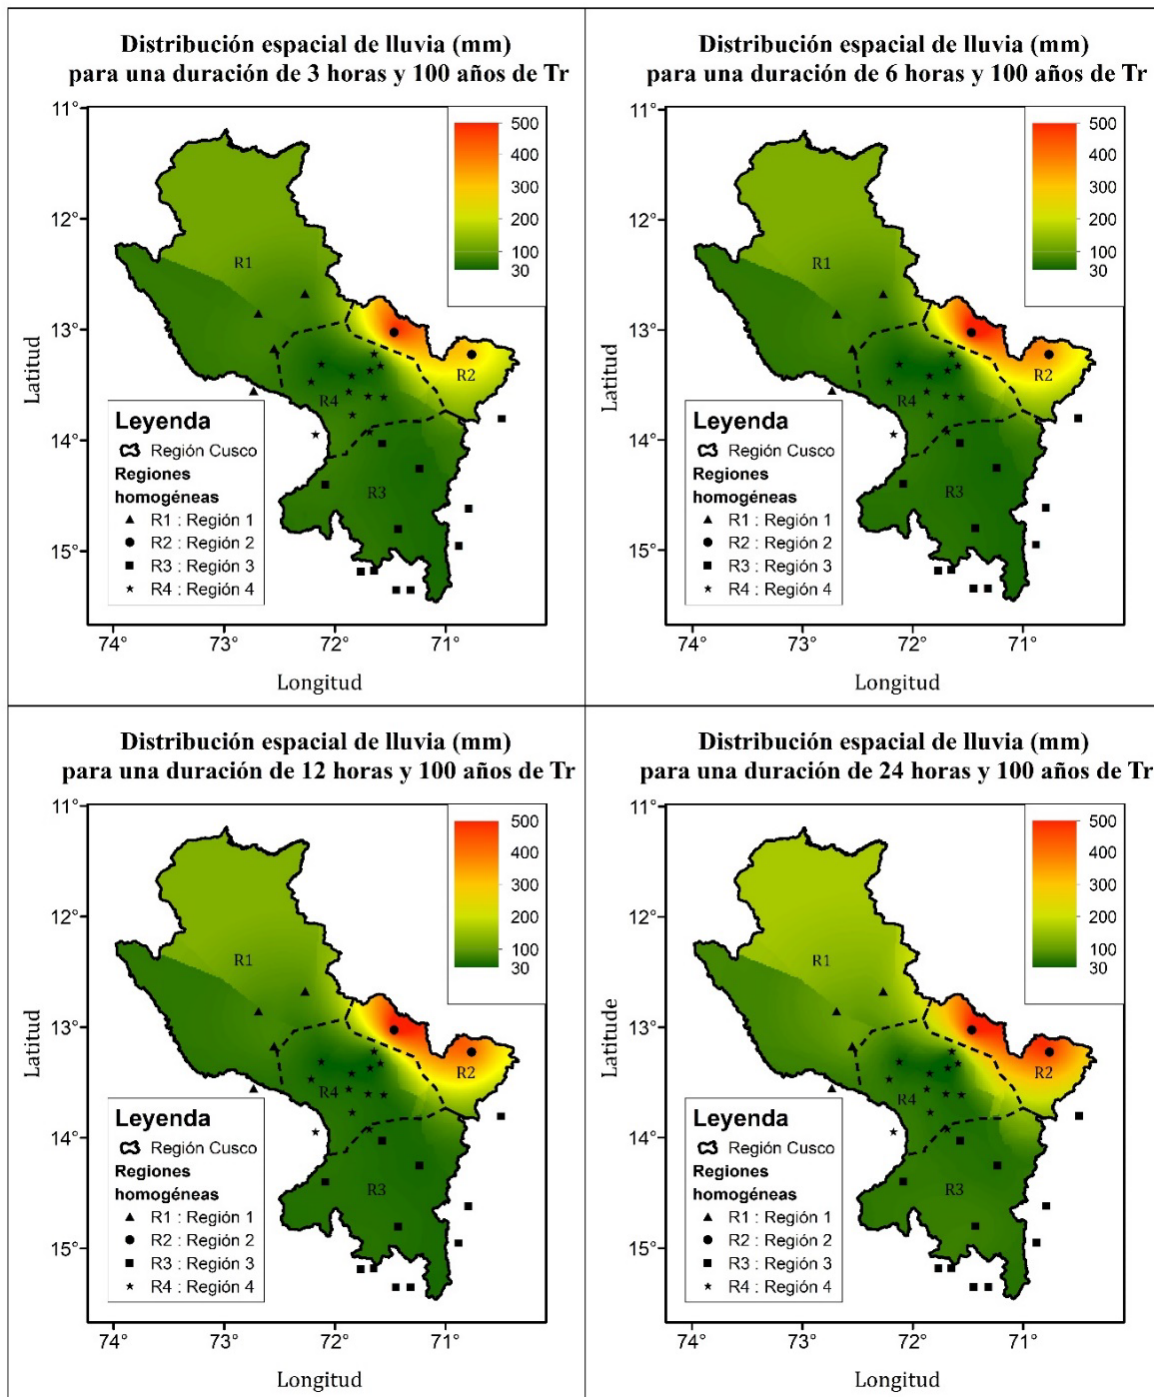 Distribución espacial de lluvia (mm)
para una duración de 3 horas y 100 años de Tr
11°
12°
13°
14°
15°
Latitud
500
400
300
200
100
30
R1
R2
R4
R3
Leyenda
Región Cusco
Regiones
homogéneas
R1 : Región 1
R2 : Región 2
R3 : Región 3
R4 : Región 4
74°
73°
72°
71°
Longitud
Distribución espacial de lluvia (mm)
para una duración de 6 horas y 100 años de Tr
11°
12°
13°
14°
15°
Latitud
500
400
300
200
100
30
R1
R2
R4
R3
Leyenda
Región Cusco
Regiones
homogéneas
R1 : Región 1
R2 : Región 2
R3 : Región 3
R4 : Región 4
74°
73°
72°
71°
Longitud
Distribución espacial de lluvia (mm)
para una duración de 12 horas y 100 años de Tr
11°
12°
13°
14°
15°
Latitud
500
400
300
200
100
30
R1
R2
R4
R3
Leyenda
Región Cusco
Regiones
homogéneas
R1 : Región 1
R2 : Región 2
R3 : Región 3
R4 : Región 4
74°
73°
72°
71°
Longitud
Distribución espacial de lluvia (mm)
para una duración de 24 horas y 100 años de Tr
11°
12°
13°
14°
15°
Latitude
500
400
300
200
100
30
R1
R2
R4
R3
Leyenda
Región Cusco
Regiones
homogéneas
R1 : Región 1
R2 : Región 2
R3 : Región 3
R4 : Región 4
74°
73°
72°
71°
Longitud